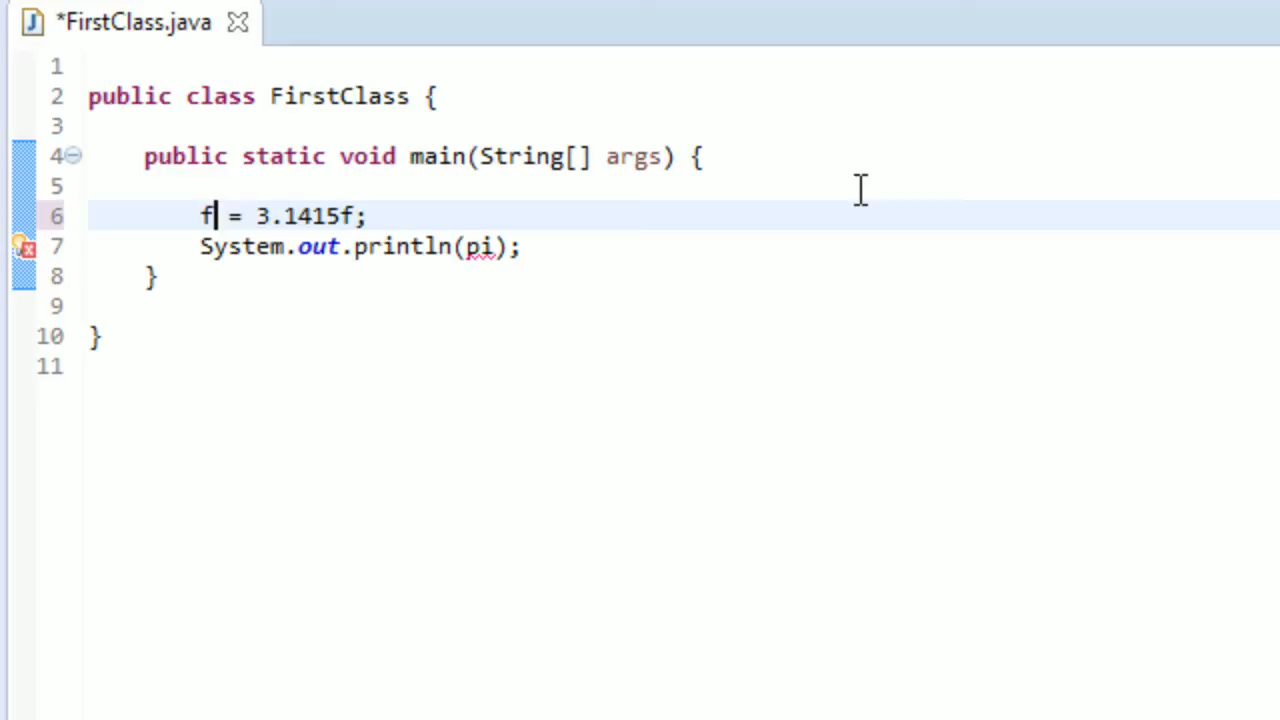 *FirstClass.java
1
2 public class FirstClass {
3
4 public static void main(String[] args) {
5
6 f = 3.1415f;
7 System.out.println(pi);
8 }
9
10 }
11